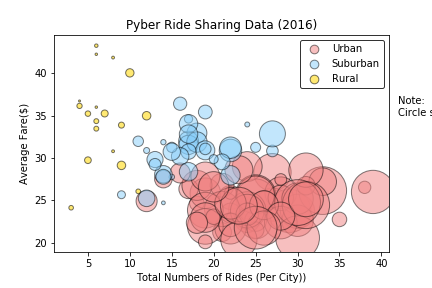 Pyber Ride Sharing Data (2016)
Urban
Suburban
Rural
Note:
Circle
40
35
30
25
20
Average Fare($)
5 10 15 20 25 30 35 40
Total Numbers of Rides (Per City))